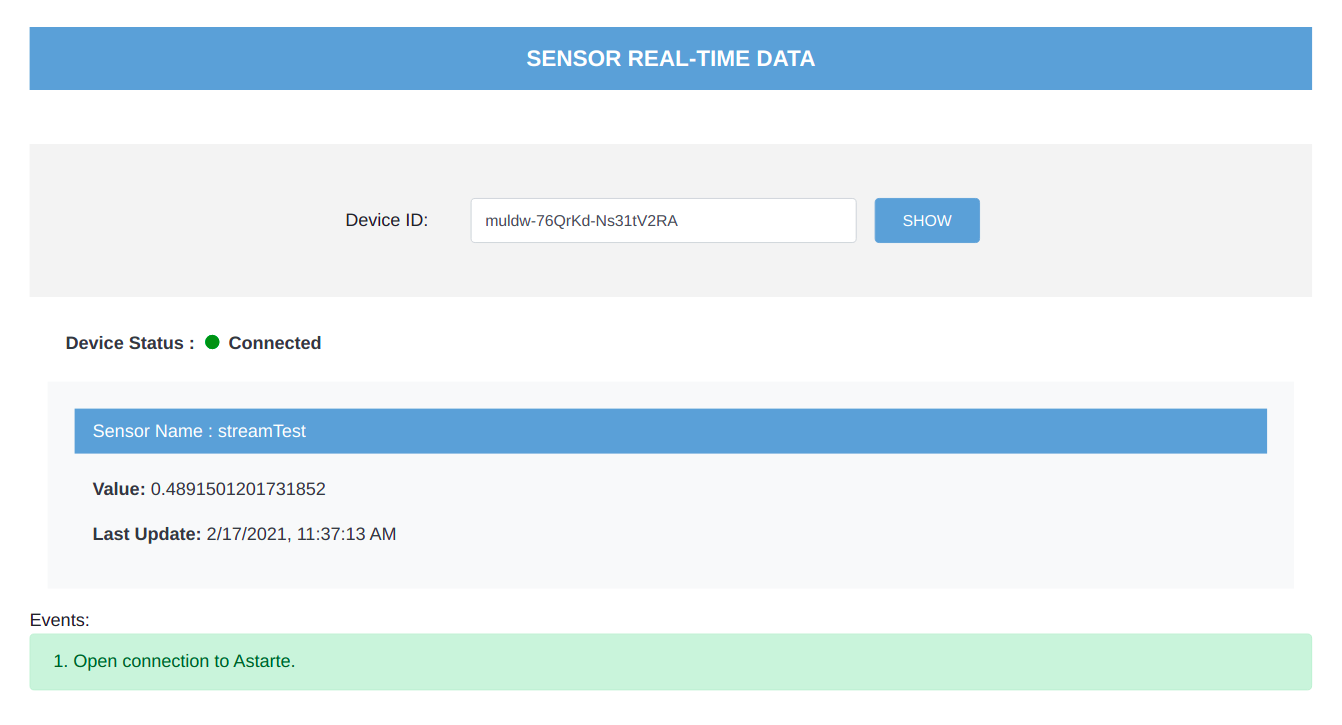 SENSOR REAL-TIME DATA
Device ID: muldw-76QrKd-Ns31tV2RA SHOW
Device Status : Connected
Sensor Name : streamTest
Value: 0.4891501201731852
Last Update: 2/17/2021, 11:37:13 AM
Events:
1. Open connection to Astarte.